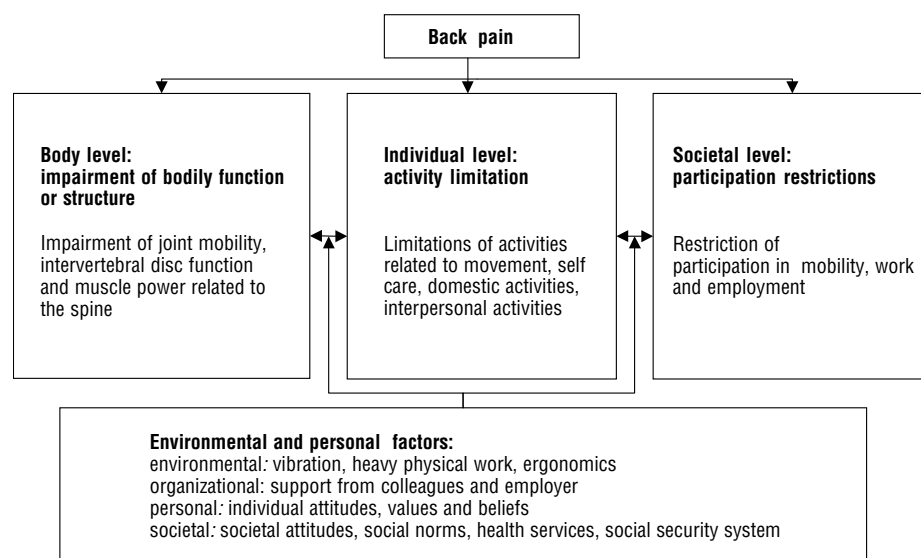 Back pain
Body level:
impairment of bodily function
or structure
Impairment of joint mobility,
intervertebral disc function
and muscle power related to
the spine
Individual level:
activity limitation
Limitations of activities
related to movement, self
care, domestic activities,
interpersonal activities
Societal level:
participation restrictions
Restriction of
participation in mobility, work
and employment
Environmental and personal factors:
environmental: vibration, heavy physical work, ergonomics
organizational: support from colleagues and employer
personal: individual attitudes, values and beliefs
societal: societal attitudes, social norms, health services, social security system